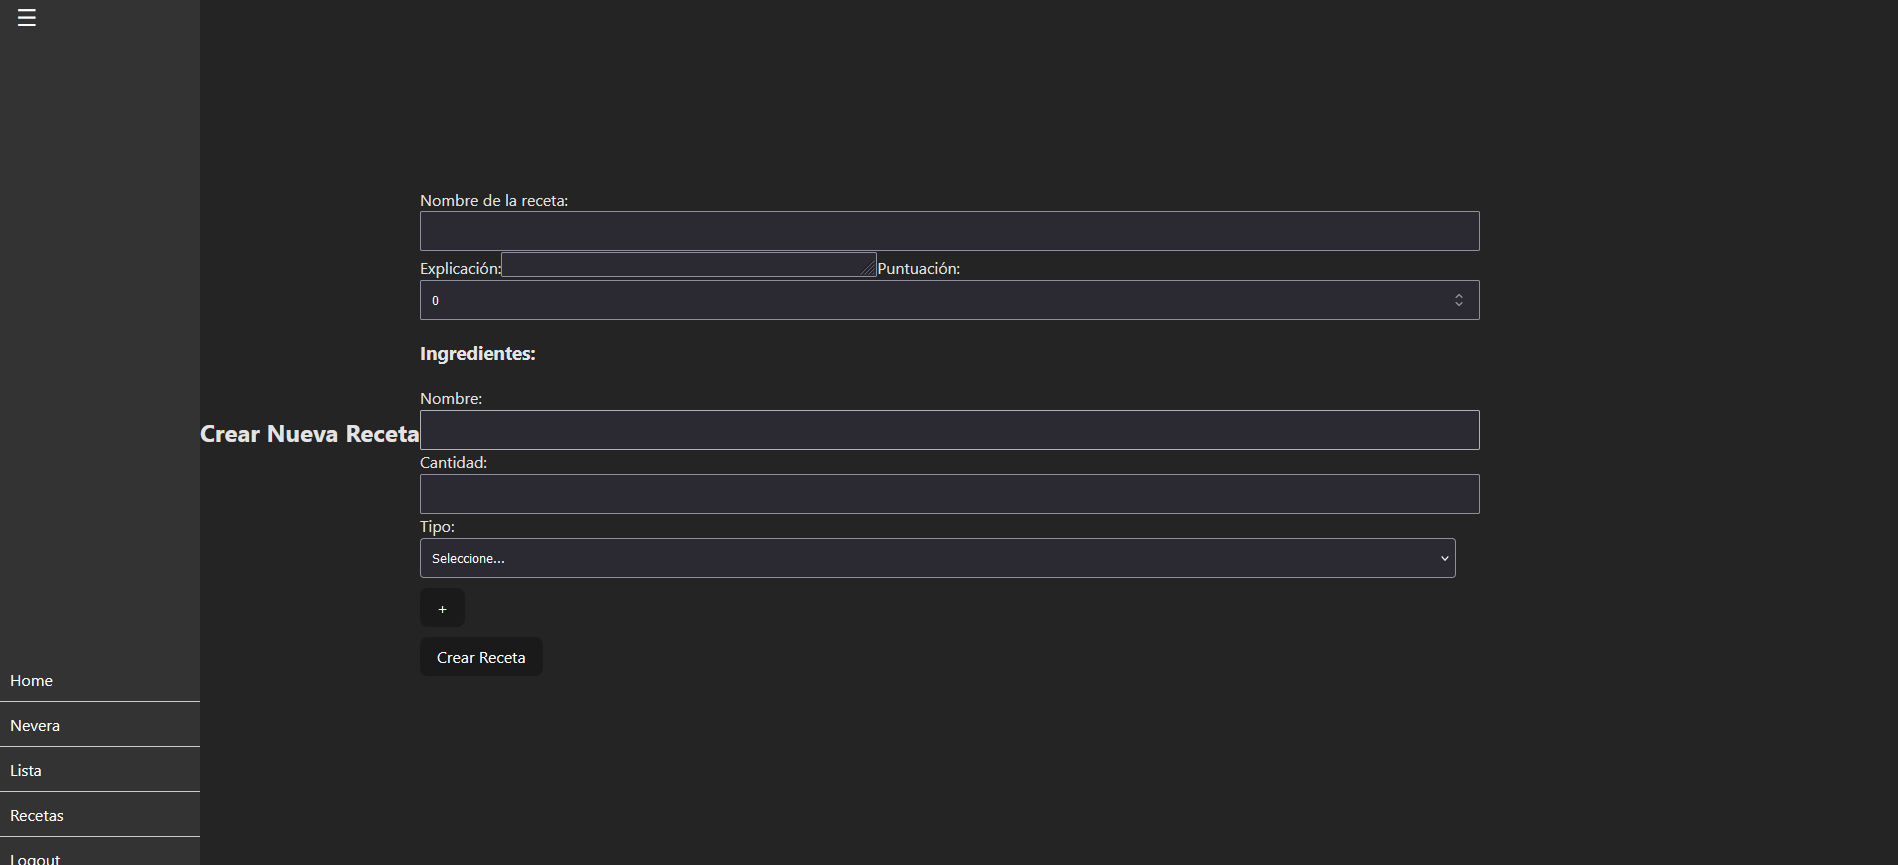 ☰
Nombre de la receta:
Explicación: Puntuación:
0
Ingredientes:
Nombre:
Crear Nueva Receta
Cantidad:
Tipo:
Seleccione...
+
Crear Receta
Home
Nevera
Lista
Recetas
Logout